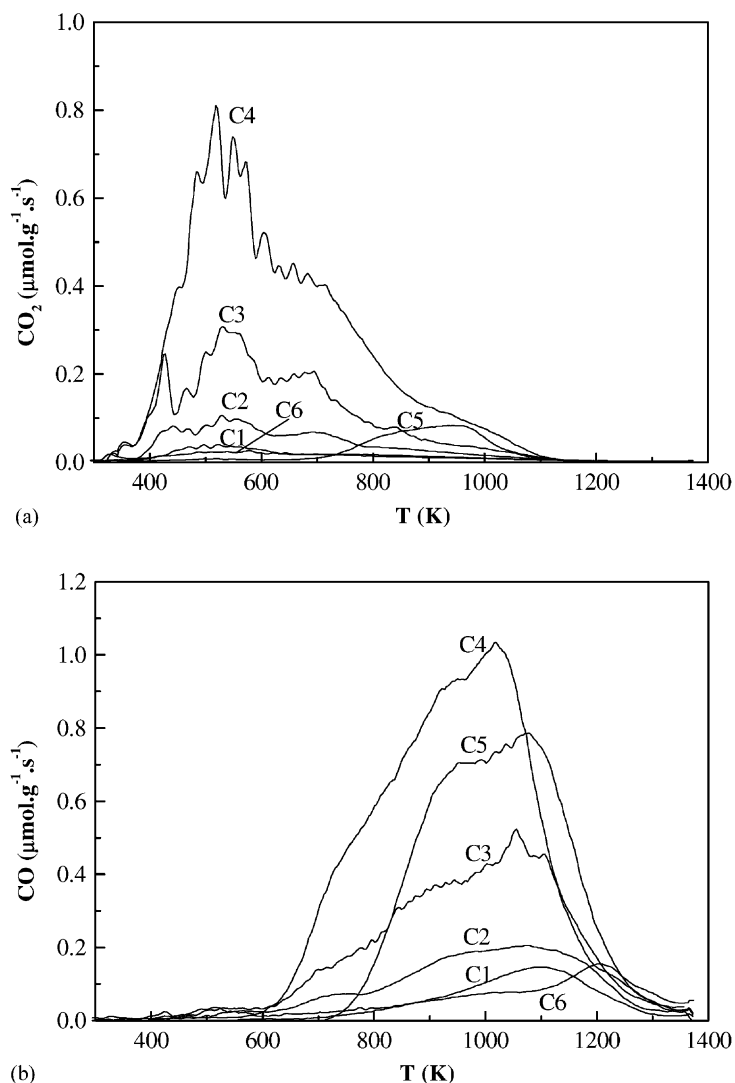 1.0
0.8
0.6
0.4
0.2
0.0
CO2 (µmol.g-1.s-1)
C4
C3
C2
C6
C1
C5
400 600 800 1000 1200 1400
(a)
T (K)
1.2
1.0
0.8
0.6
0.4
0.2
0.0
CO (µmol.g-1.s-1)
C4
C5
C3
C2
C1
C6
400 600 800 1000 1200 1400
(b)
T (K)